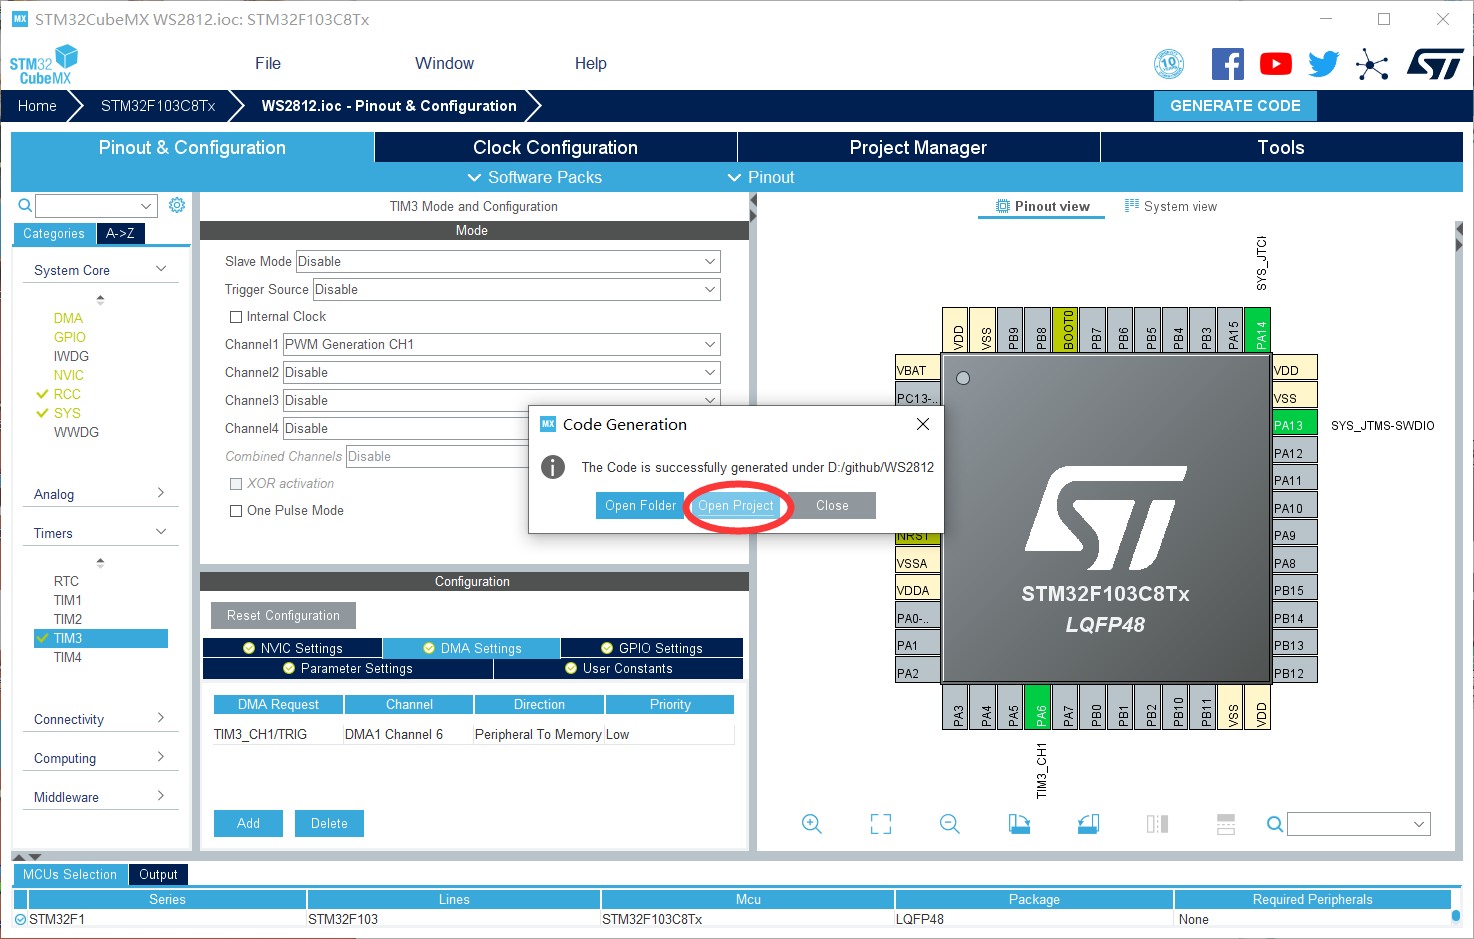 MX STM32CubeMX WS2812.ioc: STM32F103C8Tx
STM32 CubeMX
File Window Help
10
ST
Home STM32F103C8Tx WS2812.ioc - Pinout & Configuration GENERATE CODE
Pinout & Configuration Clock Configuration Project Manager Tools
Software Packs Pinout
Categories A->Z
System Core
DMA
GPIO
IWDG
NVIC
RCC
SYS
WWDG
Analog
Timers
RTC
TIM1
TIM2
TIM3
TIM4
Connectivity
Computing
Middleware
TIM3 Mode and Configuration
Mode
Slave Mode Disable
Trigger Source Disable
Internal Clock
Channel1 PWM Generation CH1
Channel2 Disable
Channel3 Disable
Channel4 Disable
Combined Channels Disable
XOR activation
One Pulse Mode
Configuration
Reset Configuration
NVIC Settings DMA Settings GPIO Settings
Parameter Settings User Constants
DMA Request Channel Direction Priority
TIM3_CH1/TRIG DMA1 Channel 6 Peripheral To Memory Low
Add Delete
MX Code Generation
The Code is successfully generated under D:/github/WS2812
Open Folder Open Project Close
Pinout view System view
SYS_JTCK
VDD VSS PB9 PB8 BOOT0 PB7 PB6 PB5 PB4 PB3 PA15 PA14
VBAT
PC13-..
NRST
VSSA
VDDA
PA0-..
PA1
PA2
ST
STM32F103C8Tx
LQFP48
VDD
VSS
PA13 SYS_JTMS-SWDIO
PA12
PA11
PA10
PA9
PA8
PB15
PB14
PB13
PB12
PA3 PA4 PA5 PA6 PA7 PB0 PB1 PB2 PB10 PB11 VSS VDD
TIM3_CH1
MCUs Selection Output
Series Lines Mcu Package Required Peripherals
STM32F1 STM32F103 STM32F103C8Tx LQFP48 None